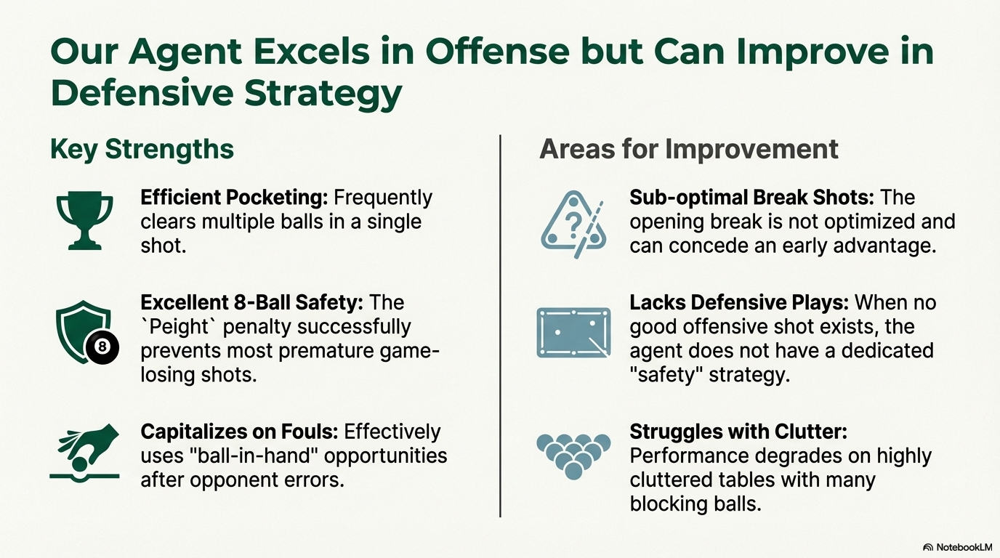 Our Agent Excels in Offense but Can Improve in
Defensive Strategy
Key Strengths
Efficient Pocketing: Frequently
clears multiple balls in a single
shot.
Excellent 8-Ball Safety: The
`Peight` penalty successfully
prevents most premature game-
losing shots.
8
Capitalizes on Fouls: Effectively
uses "ball-in-hand" opportunities
after opponent errors.
Areas for Improvement
?
Sub-optimal Break Shots: The
opening break is not optimized and
can concede an early advantage.
Lacks Defensive Plays: When no
good offensive shot exists, the
agent does not have a dedicated
"safety" strategy.
Struggles with Clutter:
Performance degrades on highly
cluttered tables with many
blocking balls.
NotebookLM